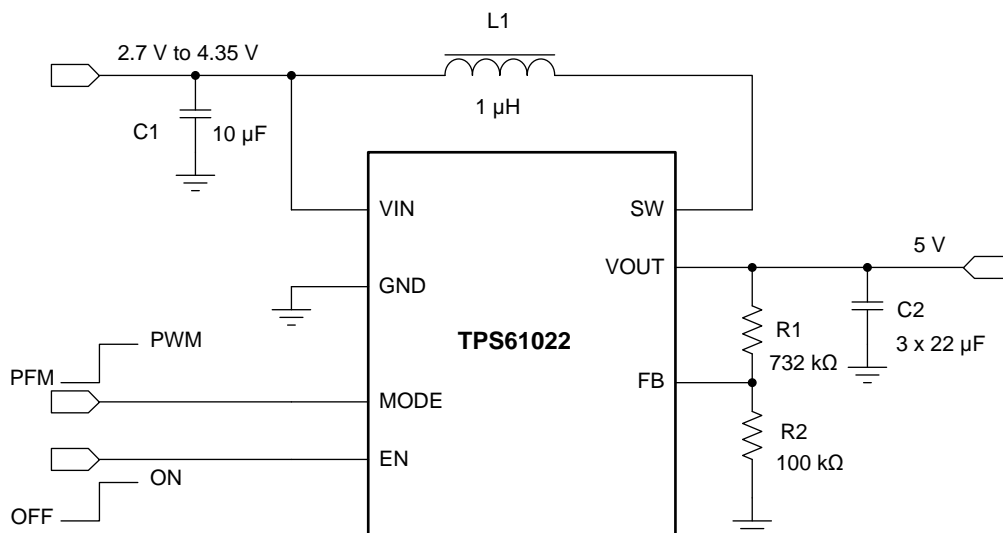 L1
2.7 V to 4.35 V
1 µH
C1
10 µF
VIN
SW
5 V
VOUT
GND
C2
R1
TPS61022
3 x 22 µF
PWM
732 kΩ
PFM
FB
MODE
R2
EN
100 kΩ
ON
OFF